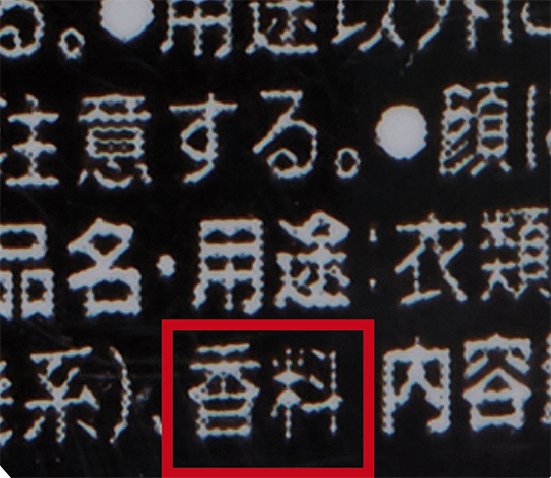 る。●用途以外に
注意する。●顔に
品名・用途:衣類
系)、香料 内容